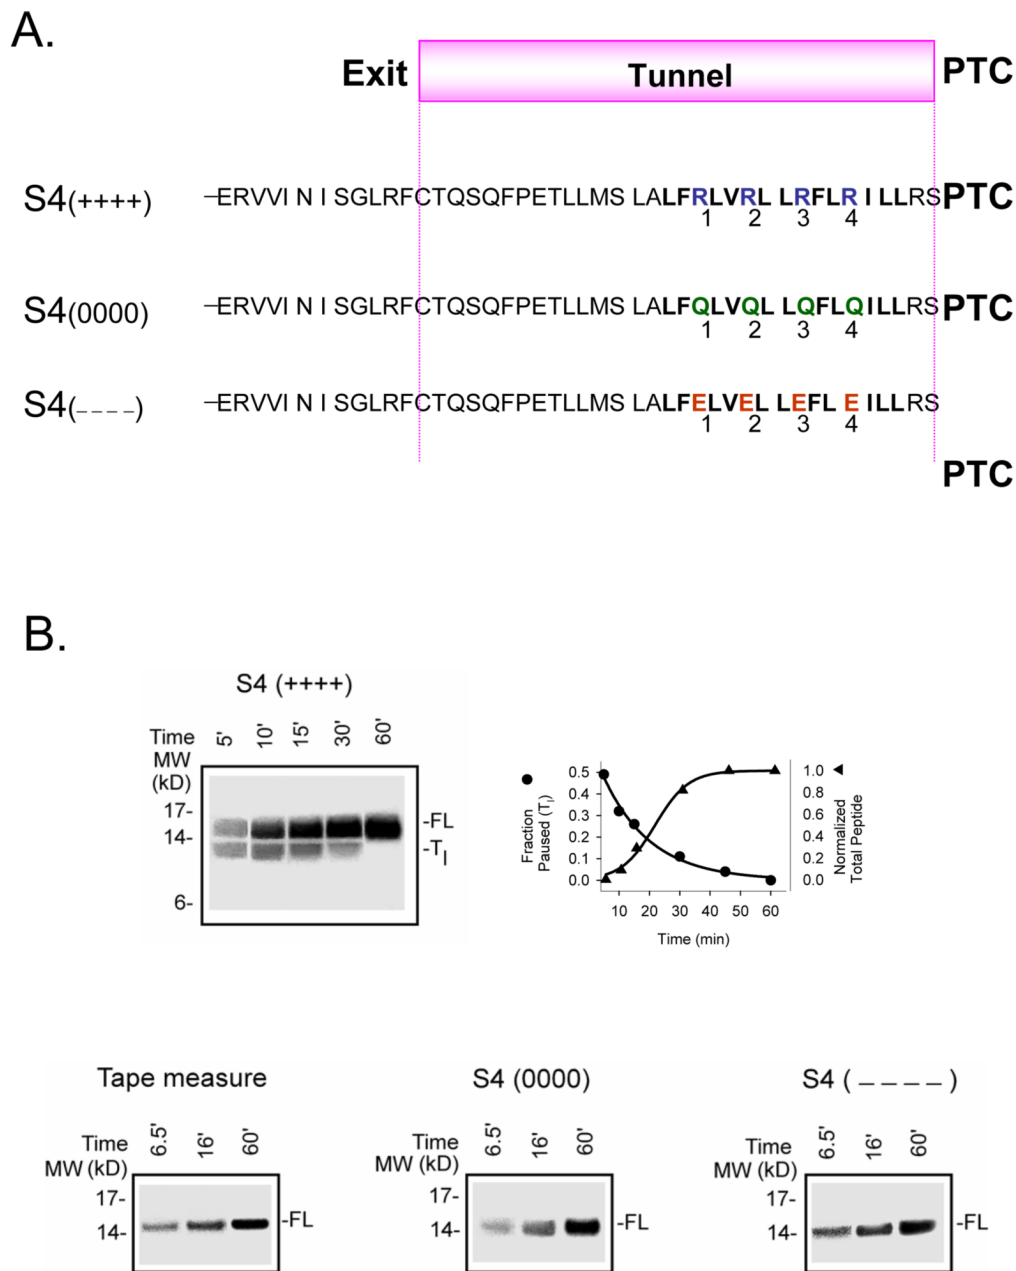 A.
Exit Tunnel PTC
S4(++++) –ERVVI N I SGLRFCTQSQFPETLLMS LALFRLVRL LRFLR I LLRS PTC
1 2 3 4
S4(0000) –ERVVI N I SGLRFCTQSQFPETLLMS LALFQLVQL LQFLQILLRS PTC
1 2 3 4
S4(– – – –) –ERVVI N I SGLRFCTQSQFPETLLMS LALFELVEL LEFL E ILLRS
1 2 3 4
PTC
B.
S4 (++++)
Time 5' 10' 15' 30' 60'
MW
(kD)
17-
14-
6-
-FL
-TI
● Fraction Paused (TI)
0.5
0.4
0.3
0.2
0.1
0.0
1.0 ◄
0.8
0.6
0.4
0.2
0.0
Normalized Total Peptide
10 20 30 40 50 60
Time (min)
Tape measure
Time 6.5' 16' 60'
MW (kD)
17-
14-
-FL
S4 (0000)
Time 6.5' 16' 60'
MW (kD)
17-
14-
-FL
S4 ( – – – – )
Time 6.5' 16' 60'
MW (kD)
17-
14-
-FL